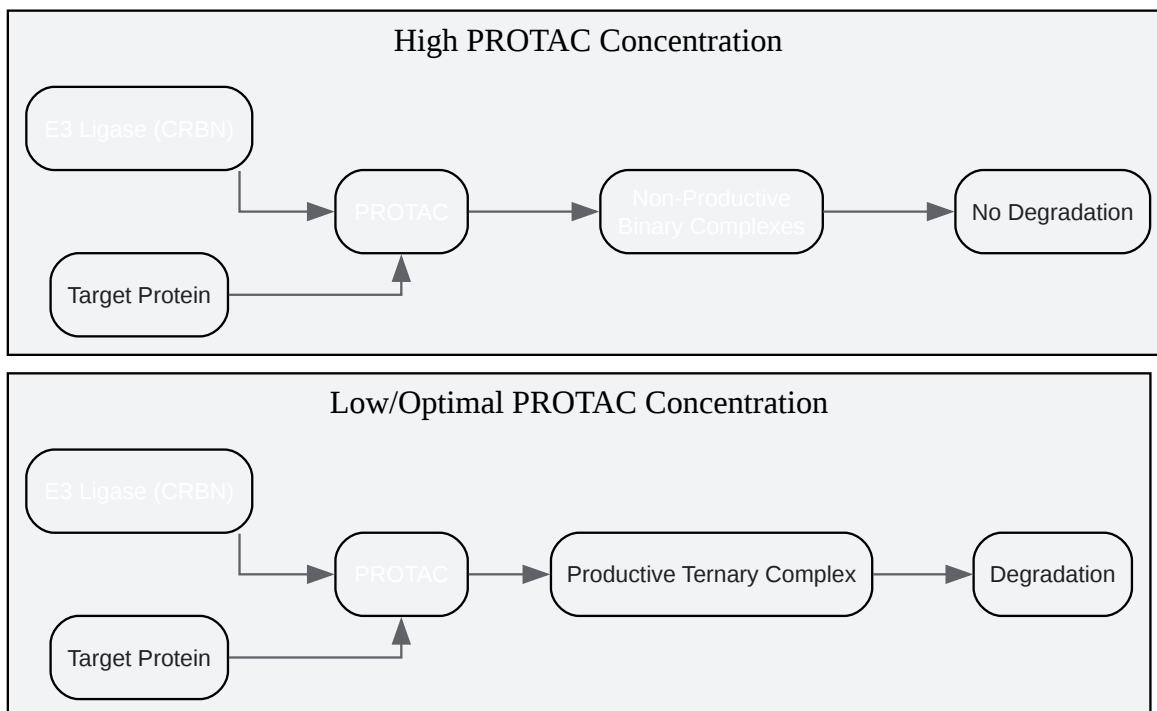 High PROTAC Concentration
E3 Ligase (CRBN)
PROTAC
Non-Productive
Binary Complexes
No Degradation
Target Protein
Low/Optimal PROTAC Concentration
E3 Ligase (CRBN)
PROTAC
Productive Ternary Complex
Degradation
Target Protein